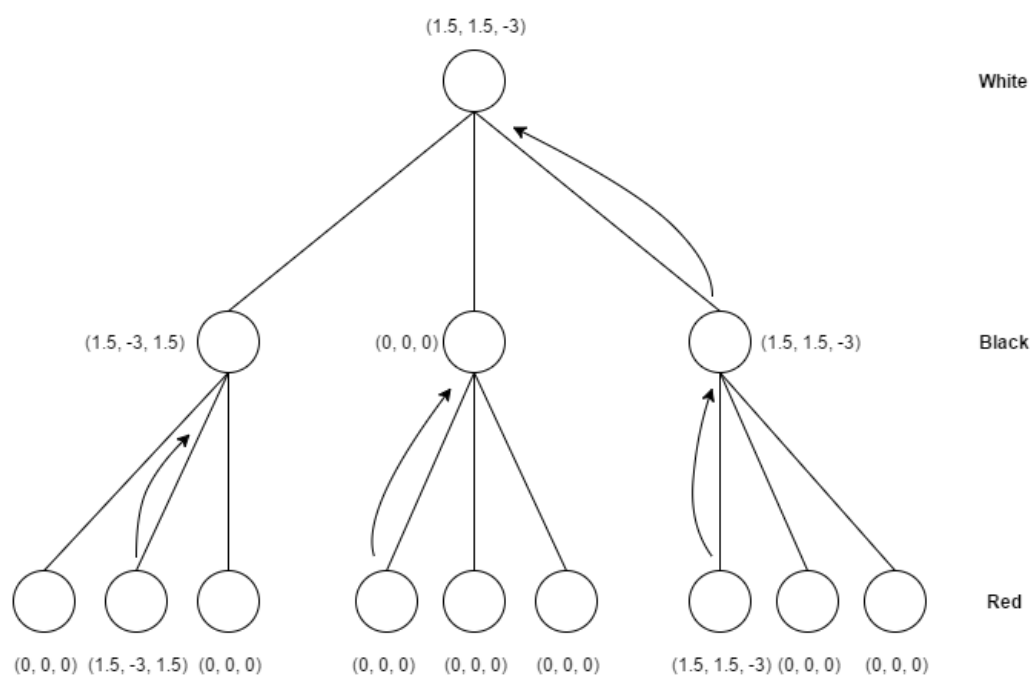 (1.5, 1.5, -3)
White
(1.5, -3, 1.5)
(0, 0, 0)
(1.5, 1.5, -3)
Black
Red
(0, 0, 0)
(1.5, -3, 1.5)
(0, 0, 0)
(0, 0, 0)
(0, 0, 0)
(0, 0, 0)
(1.5, 1.5, -3)
(0, 0, 0)
(0, 0, 0)